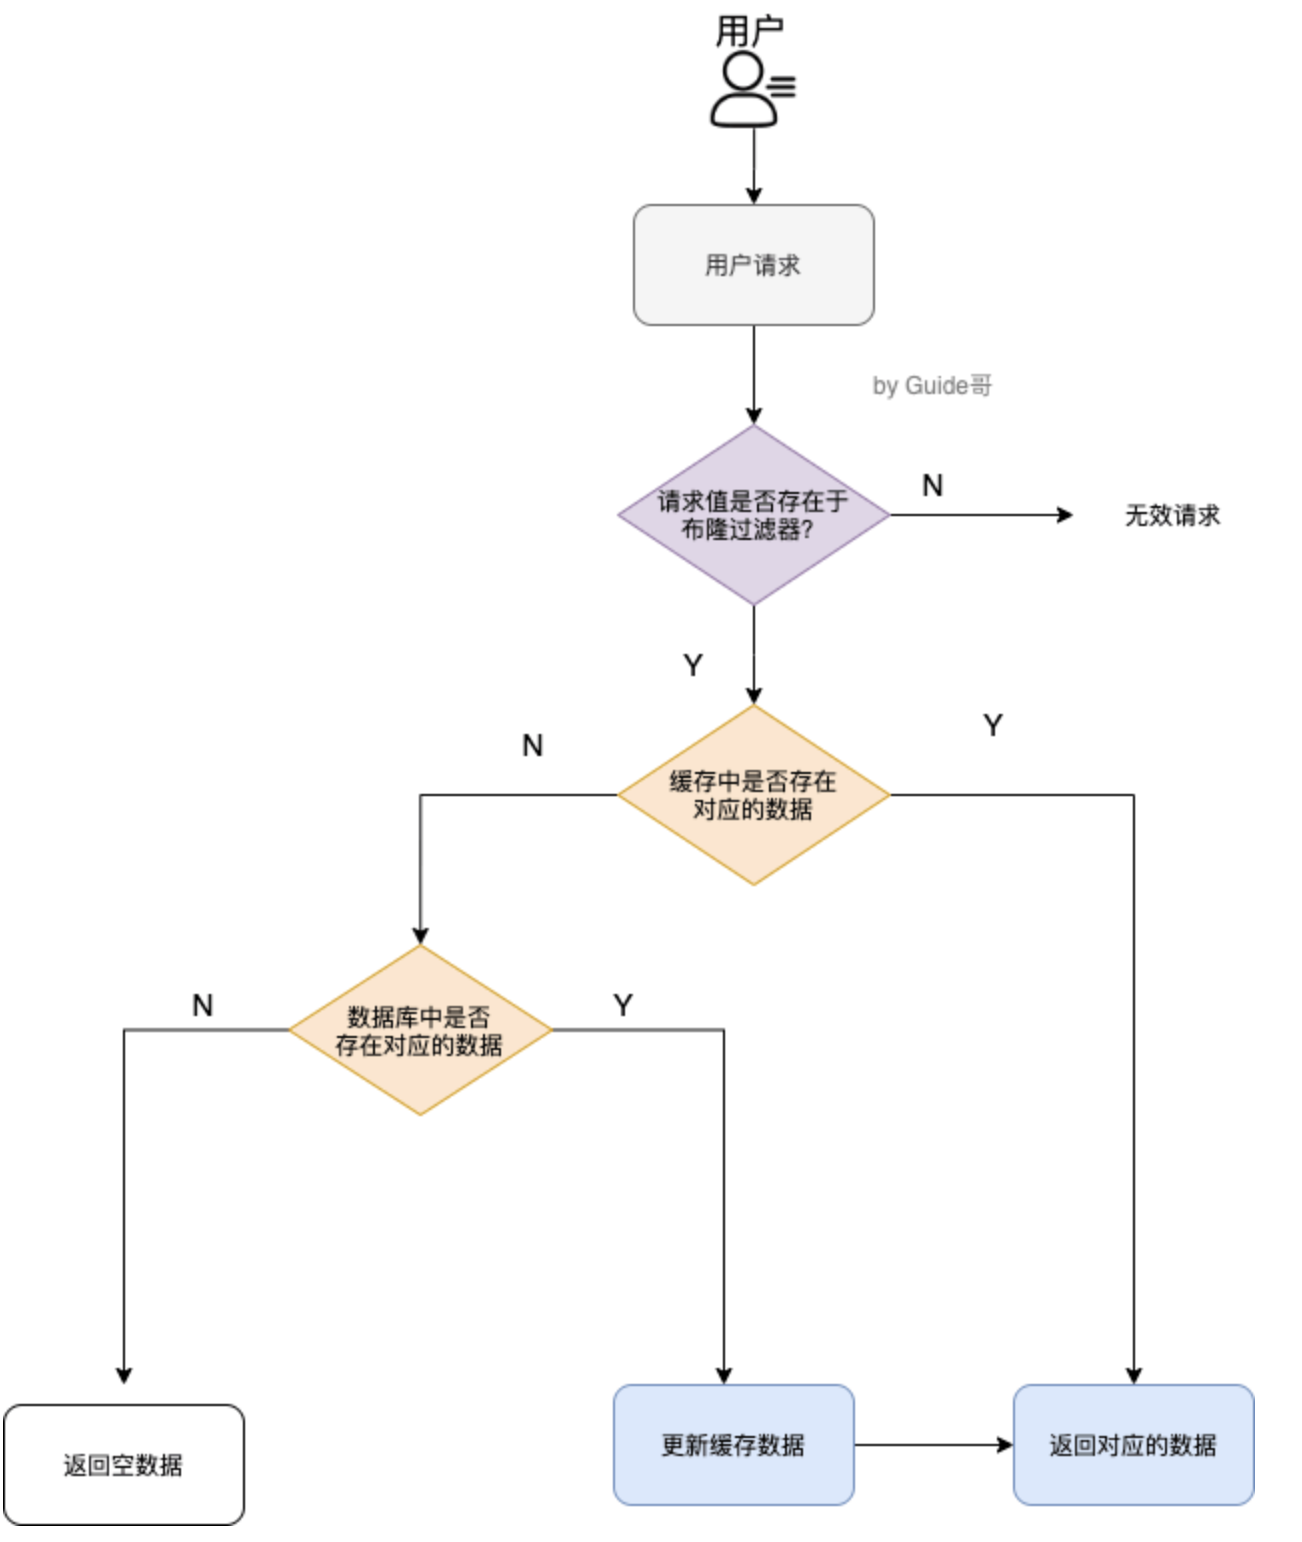 用户
用户请求
by Guide哥
请求值是否存在于
布隆过滤器?
N
无效请求
Y
缓存中是否存在
对应的数据
N
Y
数据库中是否
存在对应的数据
N
Y
返回空数据
更新缓存数据
返回对应的数据